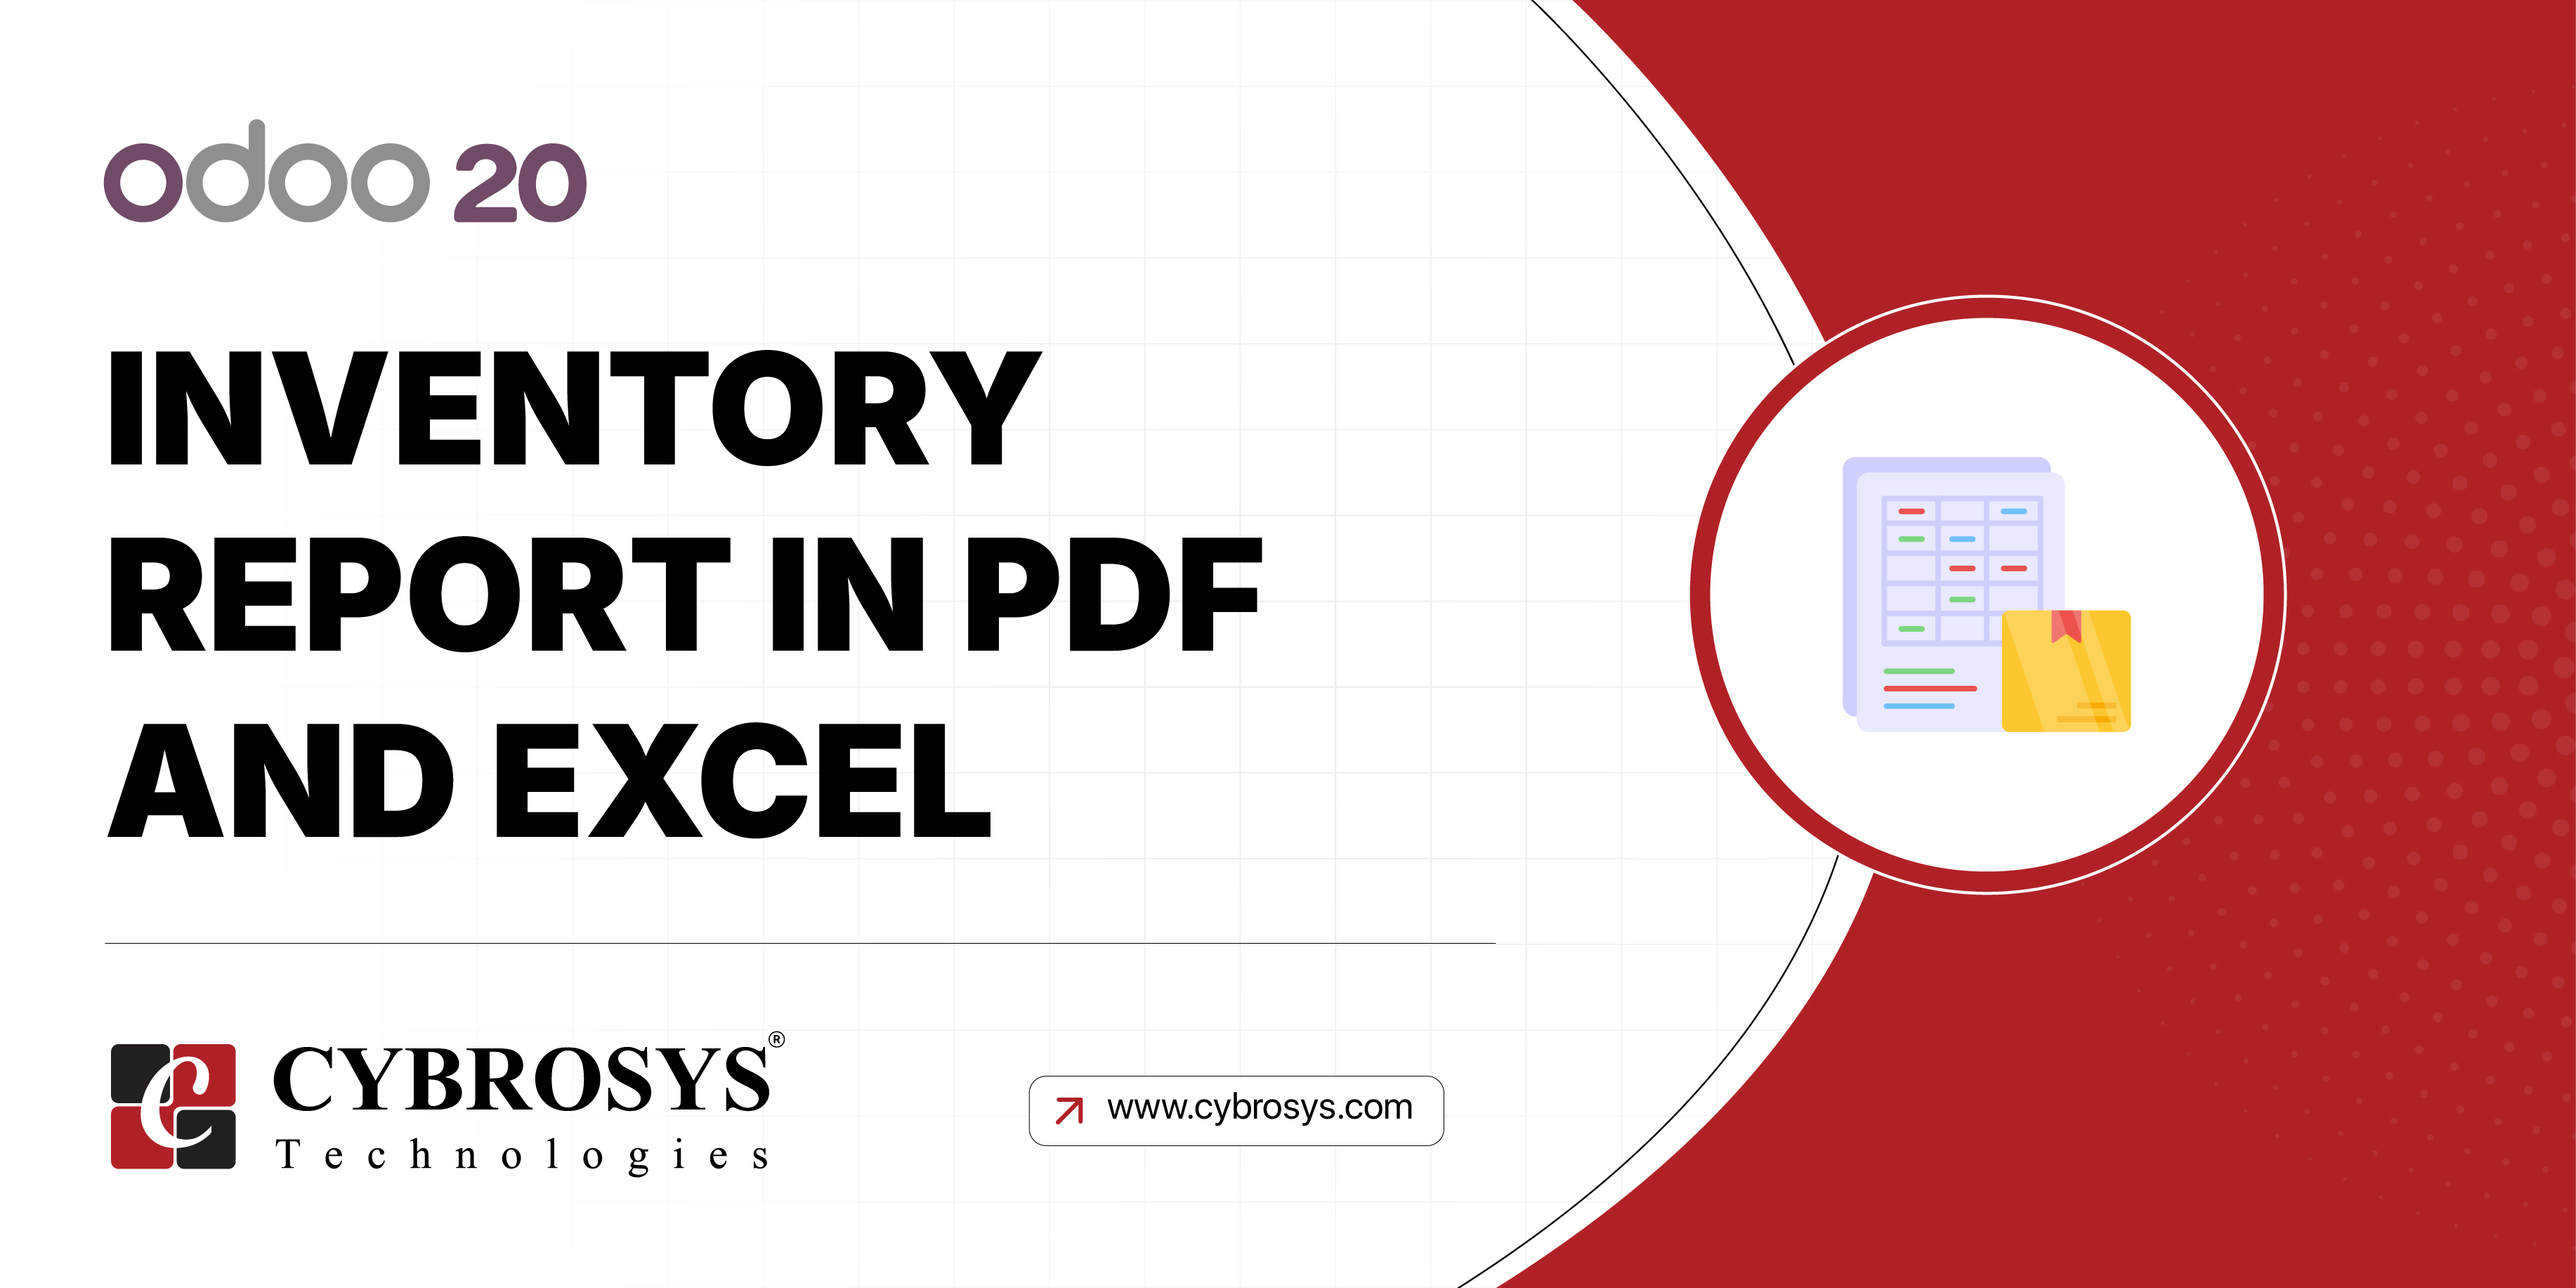 odoo 20
INVENTORY
REPORT IN PDF
AND EXCEL
CYBROSYS®
Technologies
www.cybrosys.com